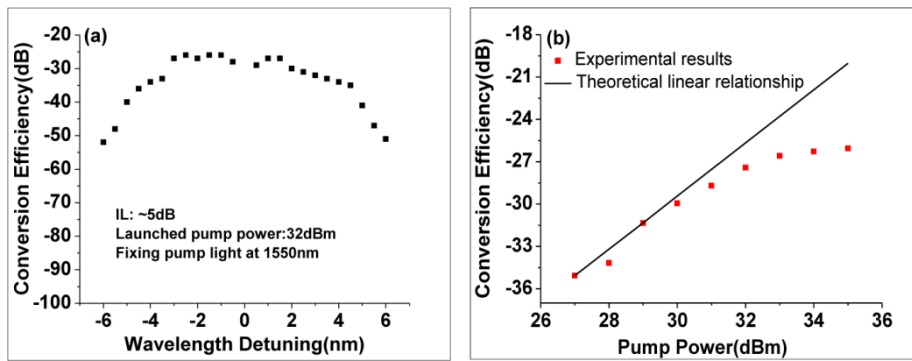 (a)
Conversion Efficiency(dB)
-20
-30
-40
-50
-60
-70
-80
-90
-100
IL: ~5dB
Launched pump power:32dBm
Fixing pump light at 1550nm
-6 -4 -2 0 2 4 6
Wavelength Detuning(nm)
(b)
Conversion Efficiency(dB)
-18
-21
-24
-27
-30
-33
-36
Experimental results
Theoretical linear relationship
26 28 30 32 34 36
Pump Power(dBm)